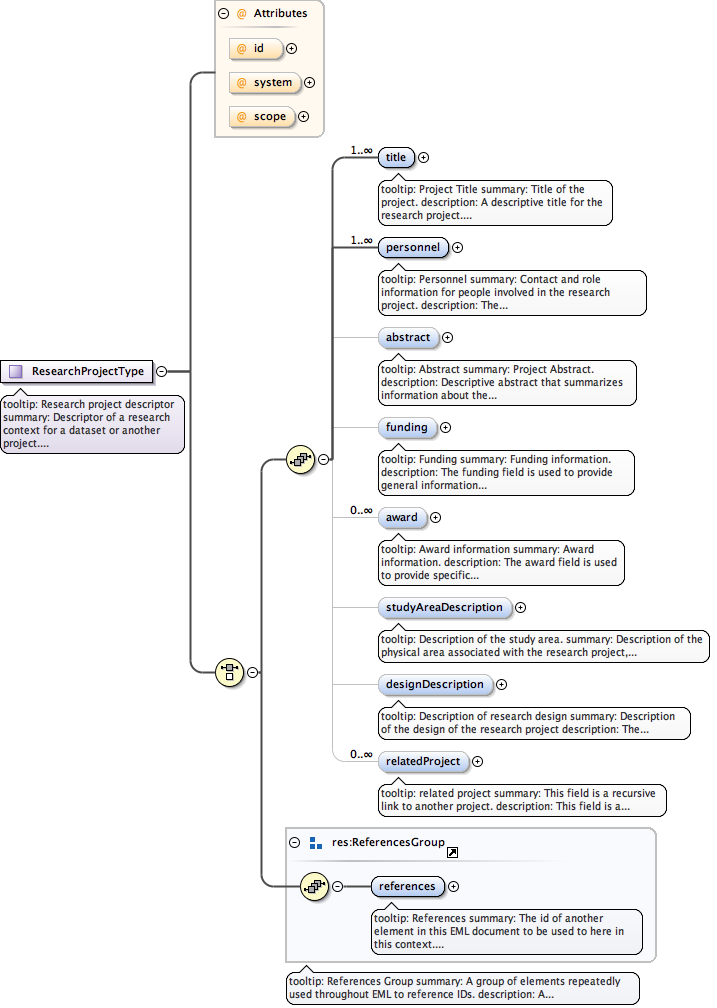 @ Attributes
@ id
@ system
@ scope
1..∞
title
tooltip: Project Title summary: Title of the
project. description: A descriptive title for the
research project....
1..∞
personnel
tooltip: Personnel summary: Contact and role
information for people involved in the research
project. description: The...
abstract
tooltip: Abstract summary: Project Abstract.
description: Descriptive abstract that summarizes
information about the...
ResearchProjectType
tooltip: Research project descriptor
summary: Descriptor of a research
context for a dataset or another
project....
funding
tooltip: Funding summary: Funding information.
description: The funding field is used to provide
general information...
0..∞
award
tooltip: Award information summary: Award
information. description: The award field is used
to provide specific...
studyAreaDescription
tooltip: Description of the study area. summary: Description of the
physical area associated with the research project,...
designDescription
tooltip: Description of research design summary: Description
of the design of the research project description: The...
0..∞
relatedProject
tooltip: related project summary: This field is a recursive
link to another project. description: This field is a...
res:ReferencesGroup
references
tooltip: References summary: The id of another
element in this EML document to be used to here in
this context....
tooltip: References Group summary: A group of elements repeatedly
used throughout EML to reference IDs. description: A...